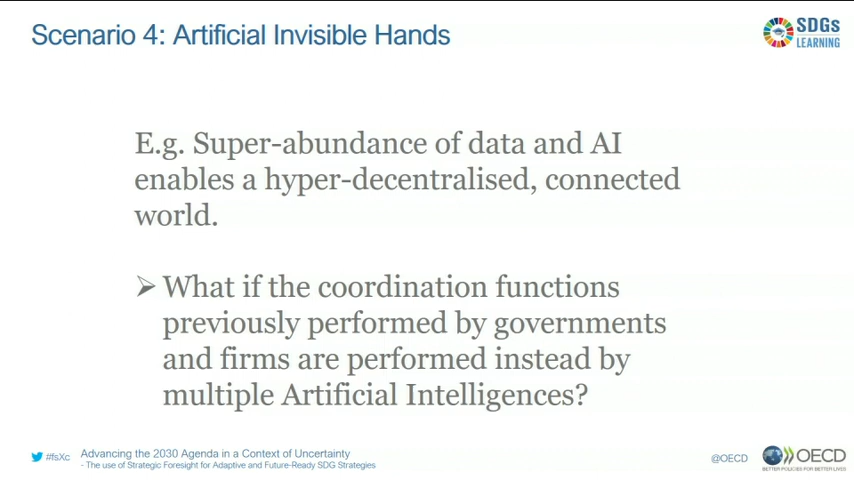 Scenario 4: Artificial Invisible Hands
SDGs
LEARNING
E.g. Super-abundance of data and AI
enables a hyper-decentralised, connected
world.
What if the coordination functions
previously performed by governments
and firms are performed instead by
multiple Artificial Intelligences?
#fsXc
Advancing the 2030 Agenda in a Context of Uncertainty
- The use of Strategic Foresight for Adaptive and Future-Ready SDG Strategies
@OECD
OECD
BETTER POLICIES FOR BETTER LIVES